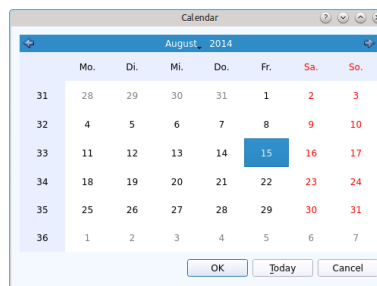 Calendar
August, 2014
Mo. Di. Mi. Do. Fr. Sa. So.
31 28 29 30 31 1 2 3
32 4 5 6 7 8 9 10
33 11 12 13 14 15 16 17
34 18 19 20 21 22 23 24
35 25 26 27 28 29 30 31
36 1 2 3 4 5 6 7
OK Today Cancel